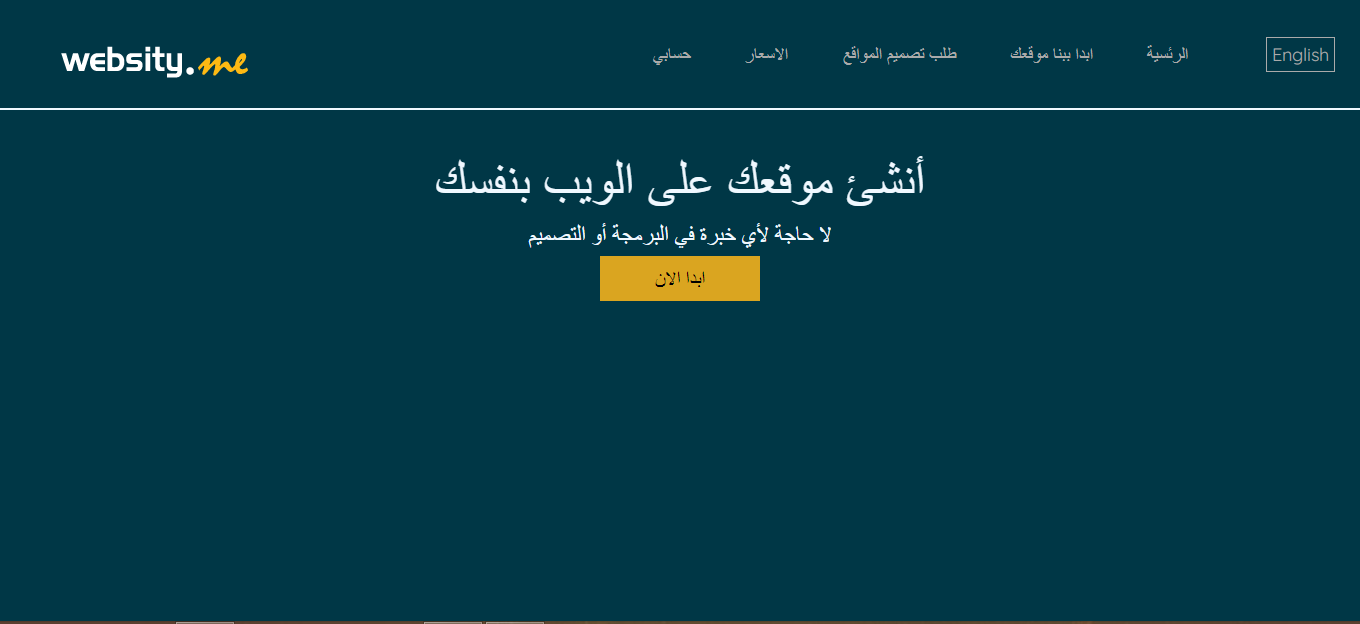 English
الرئسية
ابدا ببنا موقعك
طلب تصميم المواقع
الاسعار
حسابي
websity.me
أنشئ موقعك على الويب بنفسك
لا حاجة لأي خبرة في البرمجة أو التصميم
ابدا الان